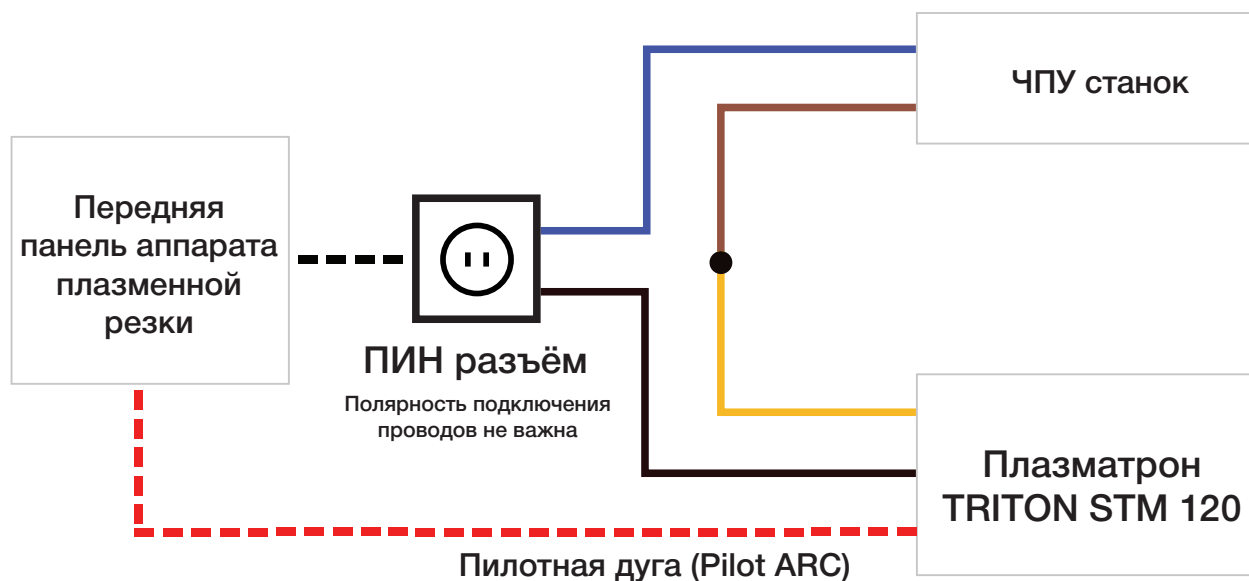 ЧПУ станок
Передняя
панель аппарата
плазменной
резки
ПИН разъём
Полярность подключения
проводов не важна
Плазматрон
TRITON STM 120
Пилотная дуга (Pilot ARC)